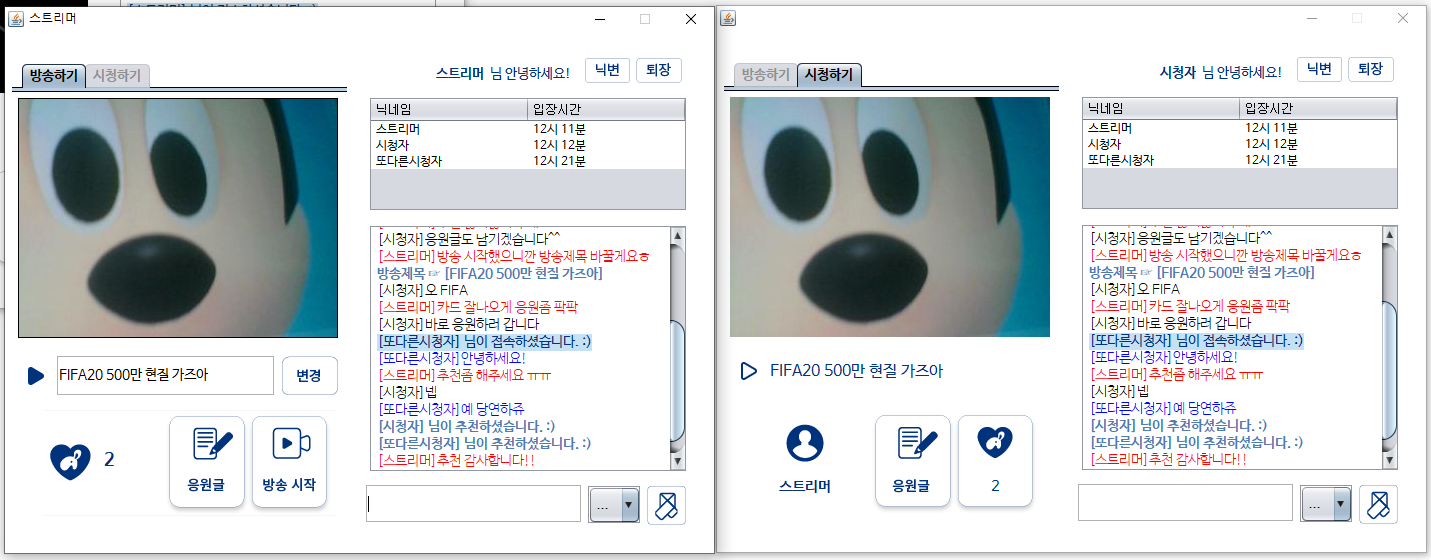 스트리머
방송하기 시청하기
스트리머 님 안녕하세요! 닉변 퇴장
닉네임 입장시간
스트리머 12시 11분
시청자 12시 12분
또다른시청자 12시 21분
[시청자]응원글도 남기겠습니다^^
[스트리머]방송 시작했으니깐 방송제목 바꿀게요ㅎ
방송제목 ☞ [FIFA20 500만 현질 가즈아]
[시청자]오 FIFA
[스트리머]카드 잘나오게 응원좀 팍팍
[시청자]바로 응원하러 갑니다
[또다른시청자] 님이 접속하셨습니다. :)
[또다른시청자]안녕하세요!
[스트리머]추천좀 해주세요 ㅠㅠ
[시청자]넵
[또다른시청자]예 당연하쥬
[시청자] 님이 추천하셨습니다. :)
[또다른시청자] 님이 추천하셨습니다. :)
[스트리머]추천 감사합니다!!
FIFA20 500만 현질 가즈아 변경
2 응원글 방송 시작
...
방송하기 시청하기
시청자 님 안녕하세요! 닉변 퇴장
닉네임 입장시간
스트리머 12시 11분
시청자 12시 12분
또다른시청자 12시 21분
[시청자]응원글도 남기겠습니다^^
[스트리머]방송 시작했으니깐 방송제목 바꿀게요ㅎ
방송제목 ☞ [FIFA20 500만 현질 가즈아]
[시청자]오 FIFA
[스트리머]카드 잘나오게 응원좀 팍팍
[시청자]바로 응원하러 갑니다
[또다른시청자] 님이 접속하셨습니다. :)
[또다른시청자]안녕하세요!
[스트리머]추천좀 해주세요 ㅠㅠ
[시청자]넵
[또다른시청자]예 당연하쥬
[시청자] 님이 추천하셨습니다. :)
[또다른시청자] 님이 추천하셨습니다. :)
[스트리머]추천 감사합니다!!
FIFA20 500만 현질 가즈아
스트리머 응원글 2
...